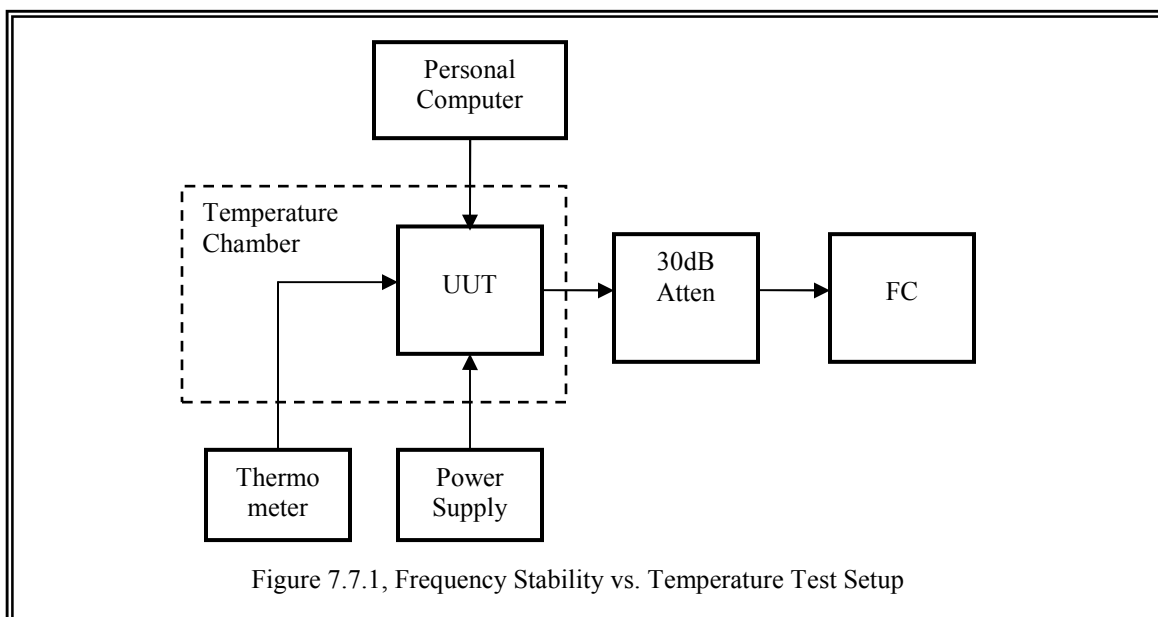 Personal
Computer
Temperature
Chamber
UUT
30dB
Atten
FC
Thermo
meter
Power
Supply
Figure 7.7.1, Frequency Stability vs. Temperature Test Setup